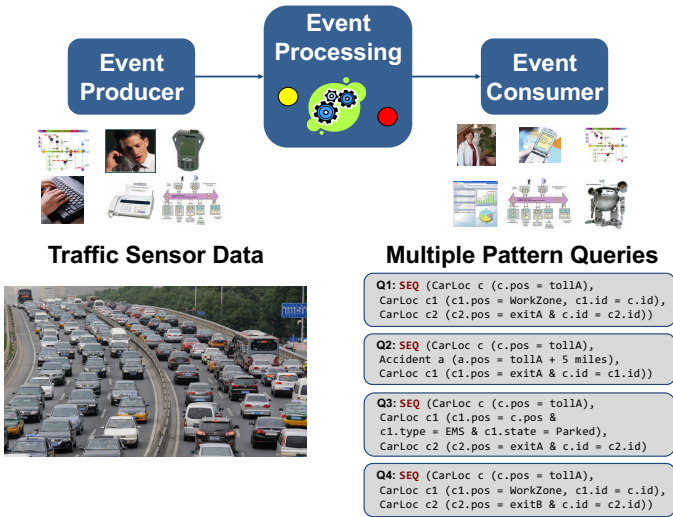 Event
Producer
Event
Processing
Event
Consumer
Traffic Sensor Data
Multiple Pattern Queries
Q1: SEQ (CarLoc c (c.pos = tollA),
CarLoc c1 (c1.pos = WorkZone, c1.id = c.id),
CarLoc c2 (c2.pos = exitA & c.id = c2.id))
Q2: SEQ (CarLoc c (c.pos = tollA),
Accident a (a.pos = tollA + 5 miles),
CarLoc c1 (c1.pos = exitA & c.id = c1.id))
Q3: SEQ (CarLoc c (c.pos = tollA),
CarLoc c1 (c1.pos = c.pos &
c1.type = EMS & c1.state = Parked),
CarLoc c2 (c2.pos = exitA & c.id = c2.id)
Q4: SEQ (CarLoc c (c.pos = tollA),
CarLoc c1 (c1.pos = WorkZone, c1.id = c.id),
CarLoc c2 (c2.pos = exitB & c.id = c2.id))